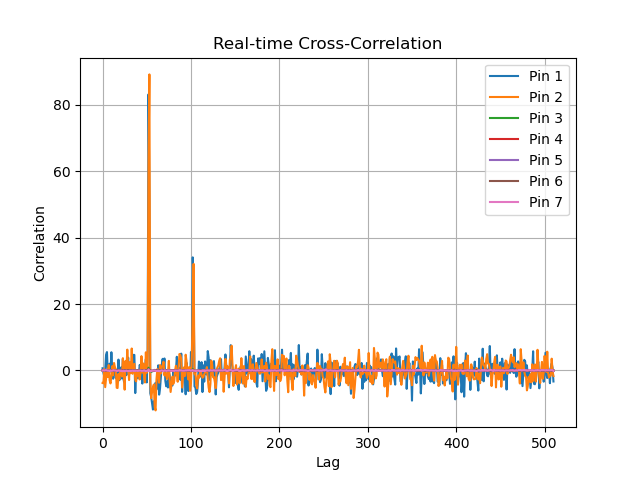 Real-time Cross-Correlation
Pin 1
Pin 2
Pin 3
Pin 4
Pin 5
Pin 6
Pin 7
Correlation
80
60
40
20
0
0 100 200 300 400 500
Lag